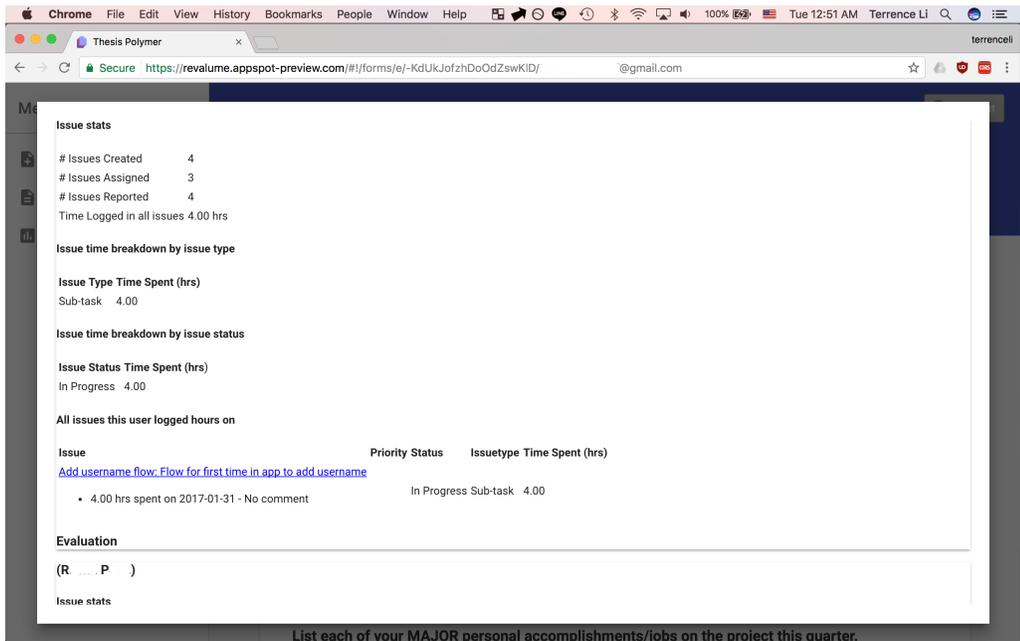 Chrome File Edit View History Bookmarks People Window Help 100% Tue 12:51 AM Terrence Li
Thesis Polymer × terrenceli
Secure https://revalume.appspot-preview.com/#!/forms/e/-KdUkJofzhDoOdZswKlD/ @gmail.com
Me
Issue stats
# Issues Created 4
# Issues Assigned 3
# Issues Reported 4
Time Logged in all issues 4.00 hrs
Issue time breakdown by issue type
Issue Type Time Spent (hrs)
Sub-task 4.00
Issue time breakdown by issue status
Issue Status Time Spent (hrs)
In Progress 4.00
All issues this user logged hours on
Issue Priority Status Issuetype Time Spent (hrs)
Add username flow: Flow for first time in app to add username
In Progress Sub-task 4.00
• 4.00 hrs spent on 2017-01-31 - No comment
Evaluation
(R P )
Issue stats
List each of your MAJOR personal accomplishments/jobs on the project this quarter.